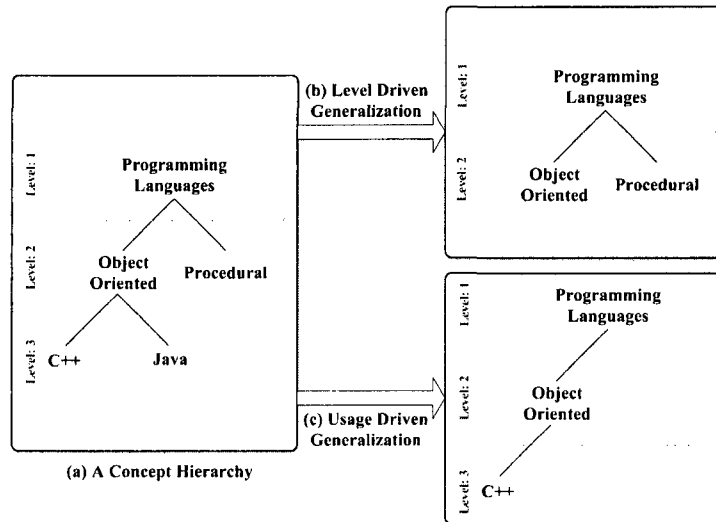 Level: 1
Programming
Languages
Level: 2
Object
Oriented
Procedural
Level: 3
C++
Java
(a) A Concept Hierarchy
(b) Level Driven
Generalization
Level: 1
Programming
Languages
Level: 2
Object
Oriented
Procedural
(c) Usage Driven
Generalization
Level: 1
Programming
Languages
Level: 2
Object
Oriented
Level: 3
C++